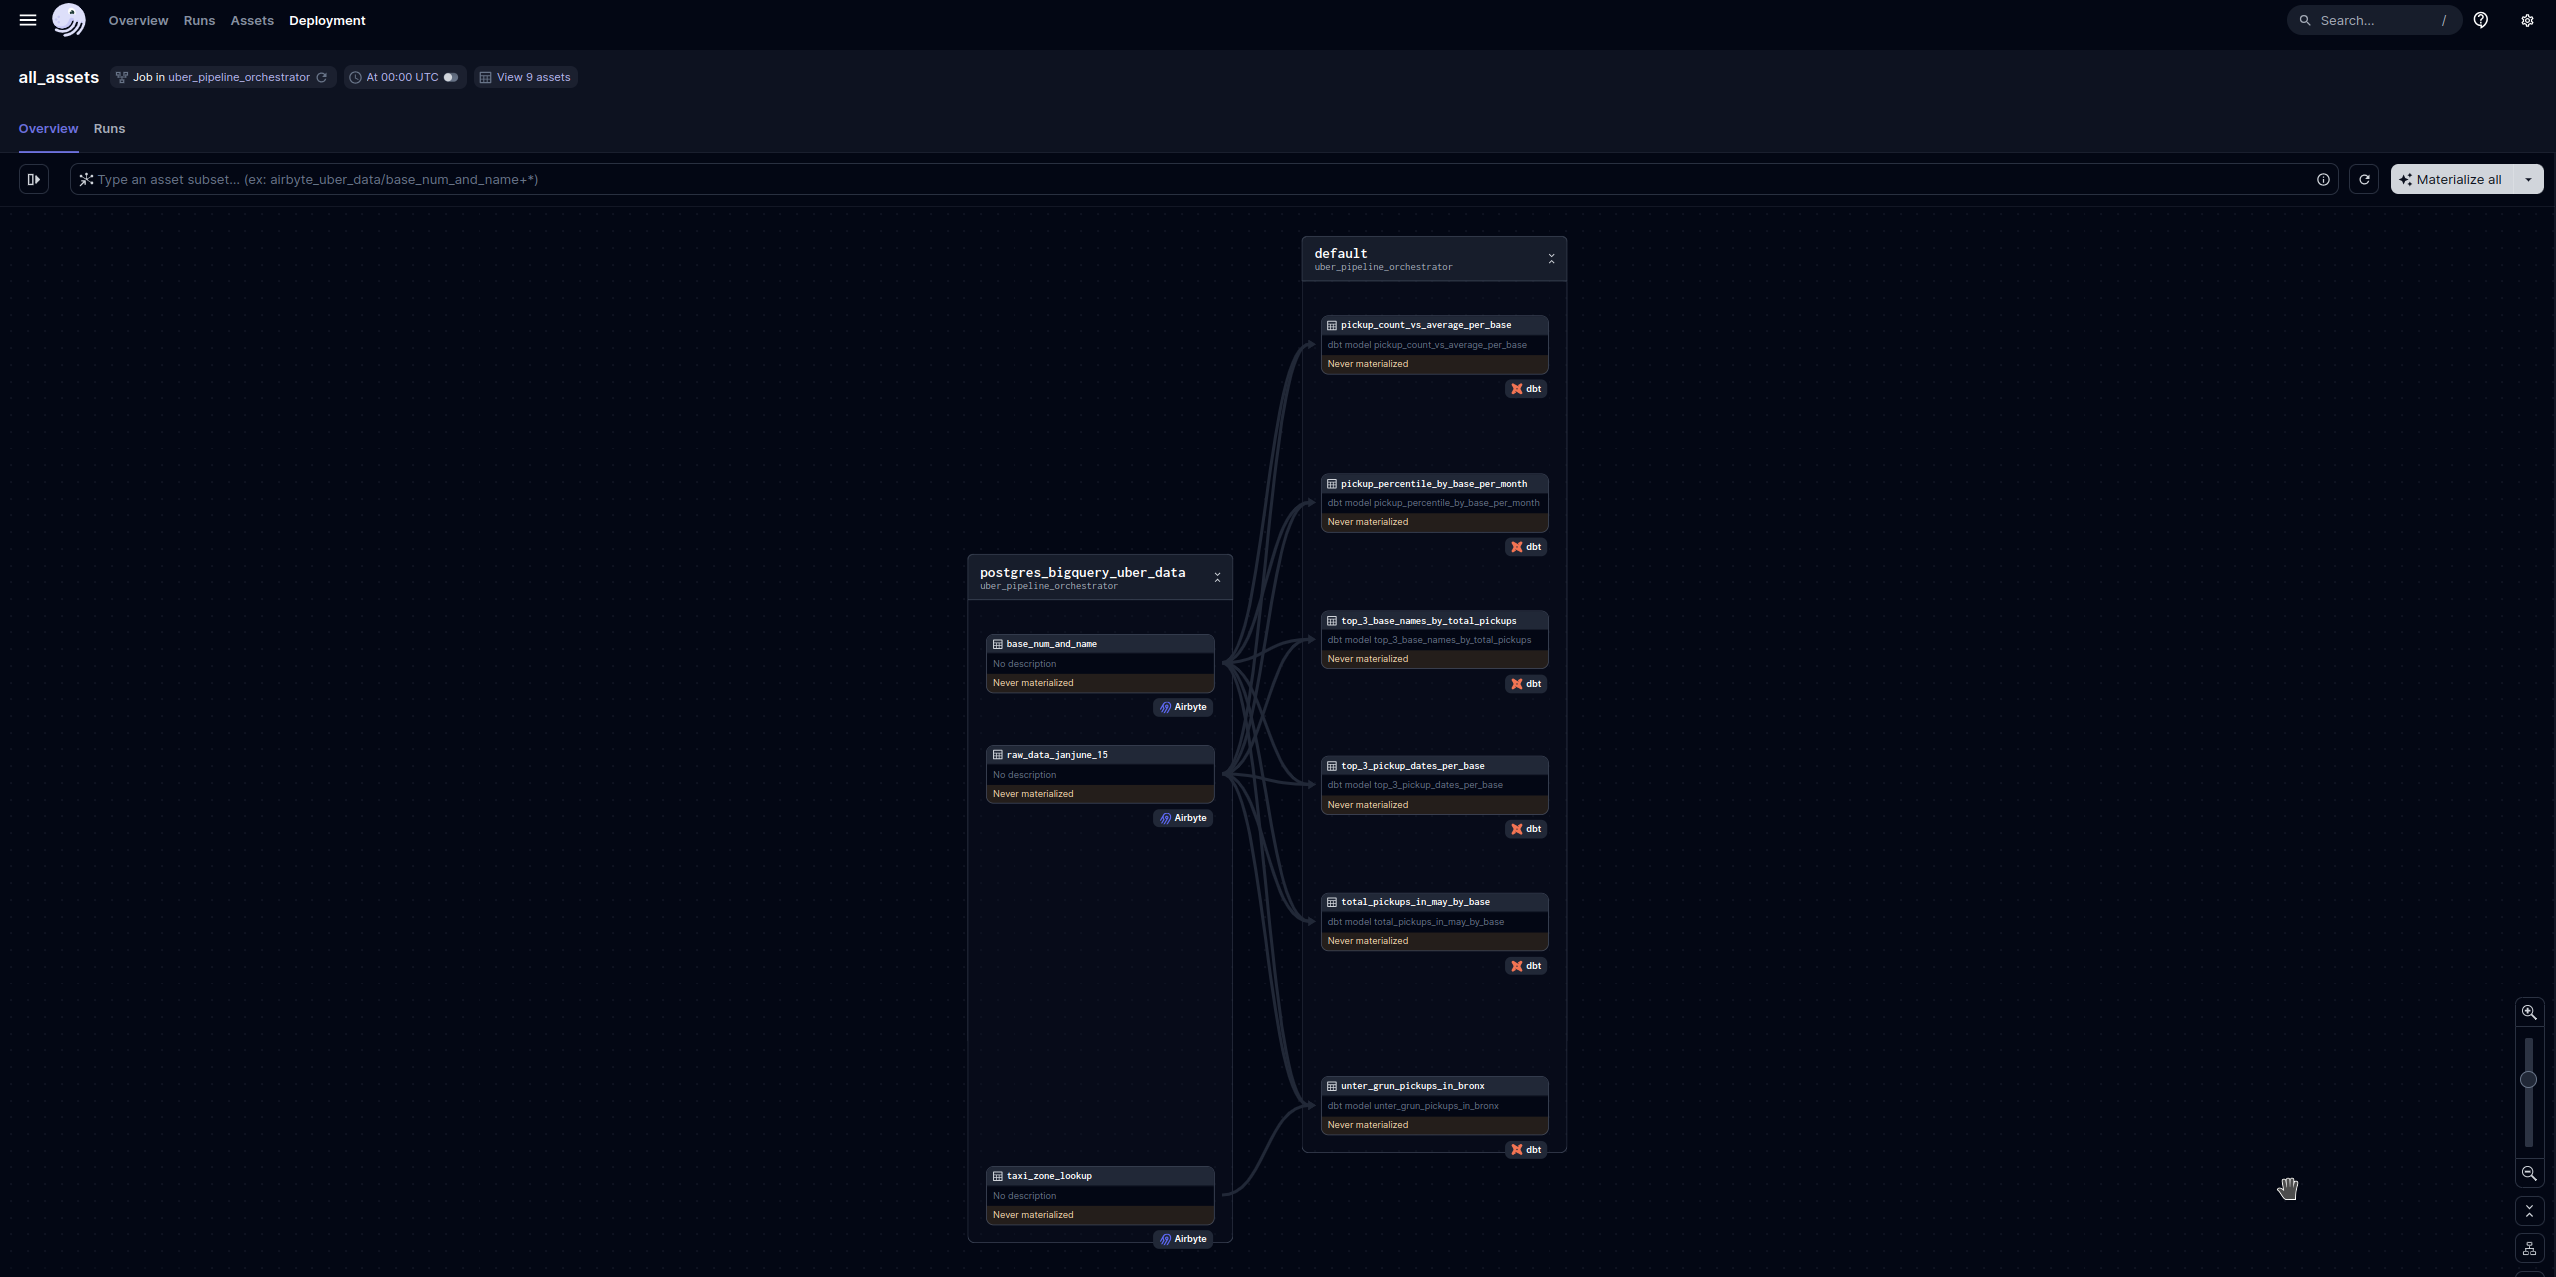 Overview Runs Assets Deployment
Search... /
all_assets Job in uber_pipeline_orchestrator At 00:00 UTC View 9 assets
Overview Runs
Type an asset subset... (ex: airbyte_uber_data/base_num_and_name+*)
Materialize all
default
uber_pipeline_orchestrator
pickup_count_vs_average_per_base
dbt model pickup_count_vs_average_per_base
Never materialized
dbt
pickup_percentile_by_base_per_month
dbt model pickup_percentile_by_base_per_month
Never materialized
dbt
top_3_base_names_by_total_pickups
dbt model top_3_base_names_by_total_pickups
Never materialized
dbt
top_3_pickup_dates_per_base
dbt model top_3_pickup_dates_per_base
Never materialized
dbt
total_pickups_in_may_by_base
dbt model total_pickups_in_may_by_base
Never materialized
dbt
unter_grun_pickups_in_bronx
dbt model unter_grun_pickups_in_bronx
Never materialized
dbt
postgres_bigquery_uber_data
uber_pipeline_orchestrator
base_num_and_name
No description
Never materialized
Airbyte
raw_data_janjune_15
No description
Never materialized
Airbyte
taxi_zone_lookup
No description
Never materialized
Airbyte